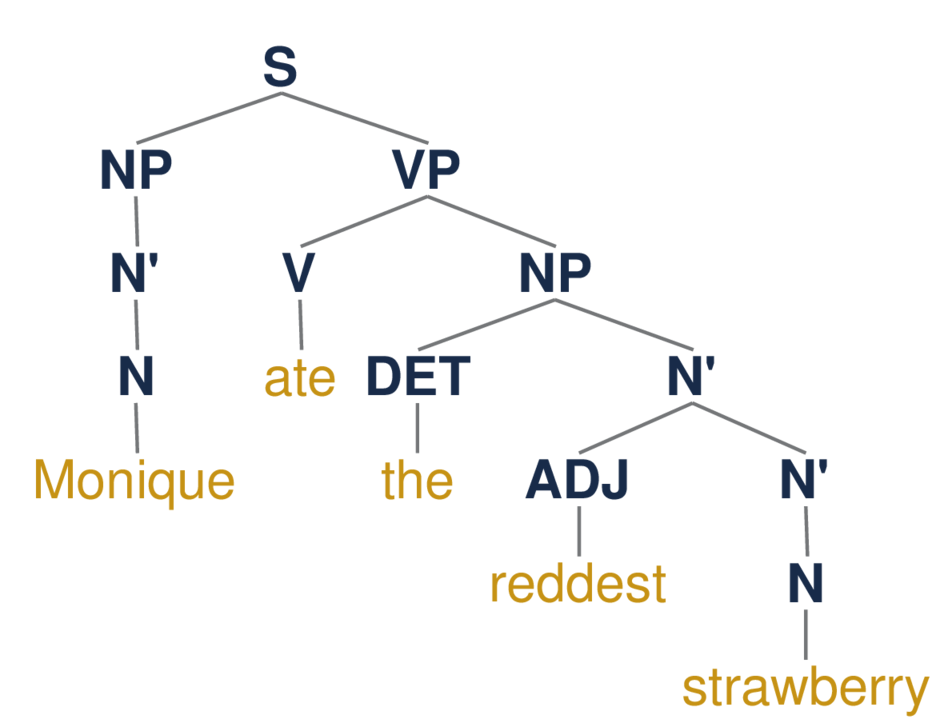 S
NP VP
N' V NP
N ate DET N'
Monique the ADJ N'
reddest N
strawberry